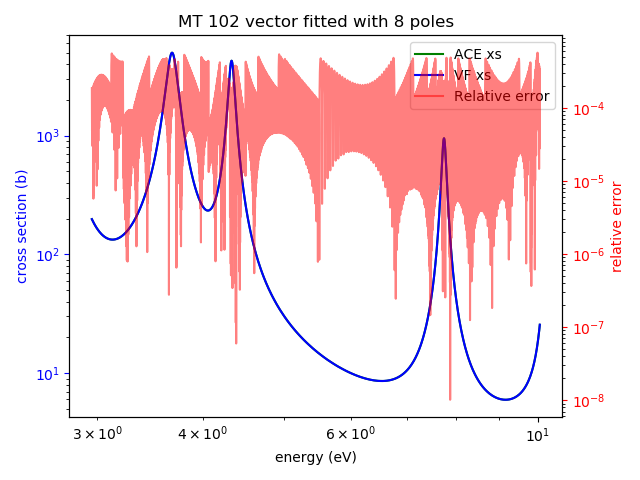 MT 102 vector fitted with 8 poles
ACE xs
VF xs
Relative error
cross section (b)
10³
10²
10¹
relative error
10⁻⁴
10⁻⁵
10⁻⁶
10⁻⁷
10⁻⁸
3 × 10⁰ 4 × 10⁰ 6 × 10⁰ 10¹
energy (eV)